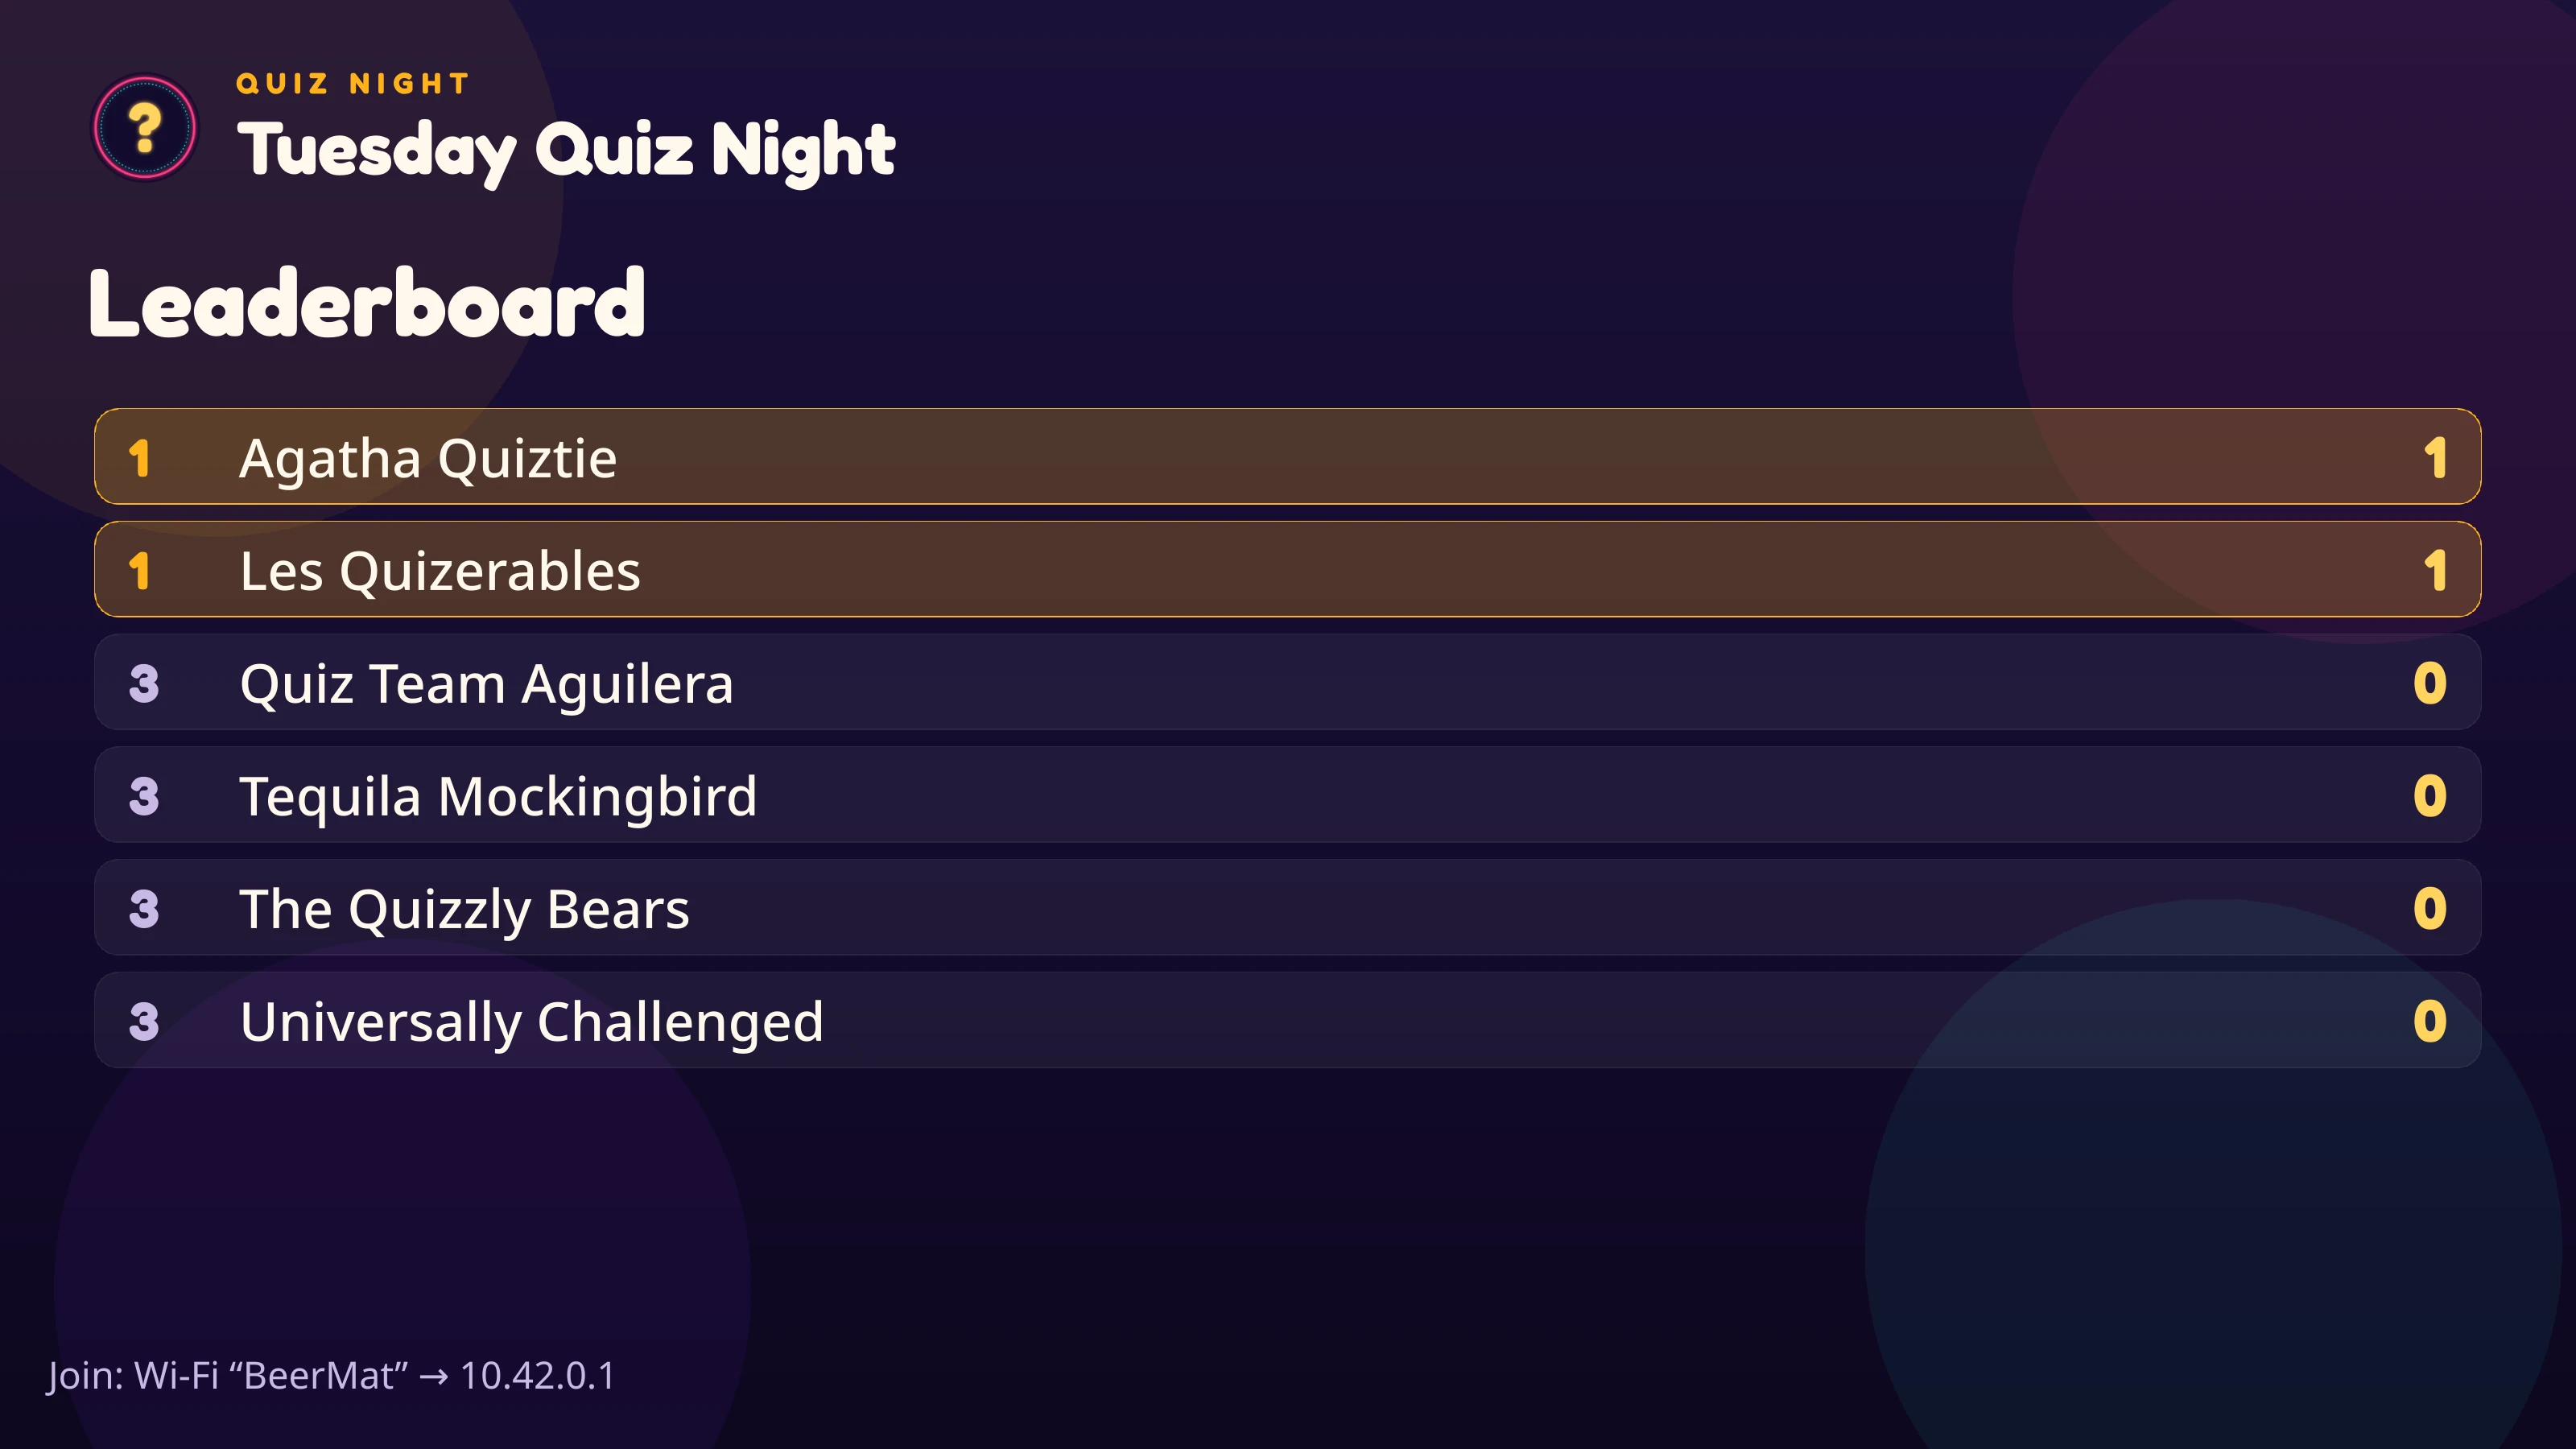 ?
QUIZ NIGHT
Tuesday Quiz Night
Leaderboard
1 Agatha Quiztie 1
1 Les Quizerables 1
3 Quiz Team Aguilera 0
3 Tequila Mockingbird 0
3 The Quizzly Bears 0
3 Universally Challenged 0
Join: Wi-Fi “BeerMat” → 10.42.0.1